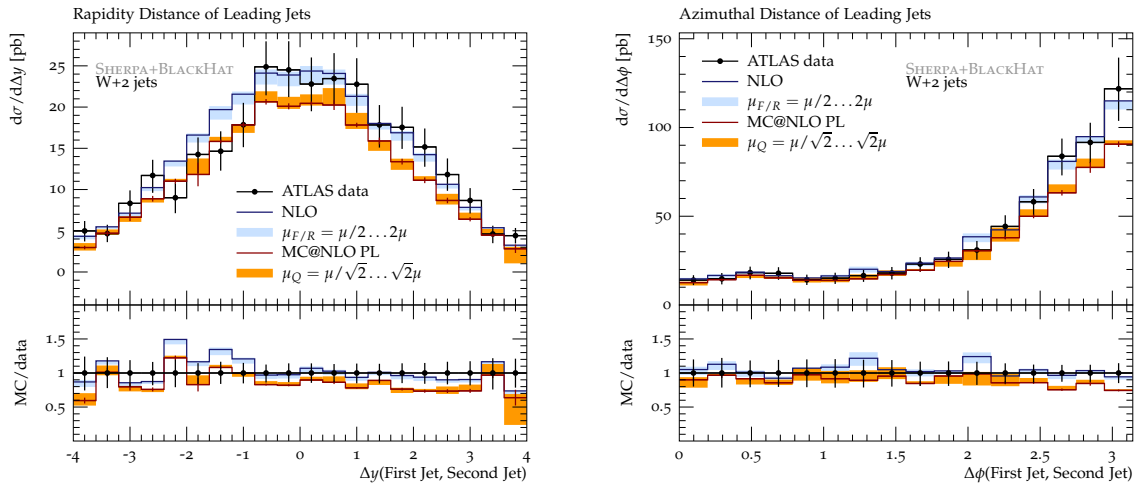 Rapidity Distance of Leading Jets
dσ/dΔy [pb]
25
20
15
10
5
0
SHERPA+BLACKHAT
W+2 jets
ATLAS data
NLO
μF/R = μ/2 . . . 2μ
MC@NLO PL
μQ = μ/√2 . . . √2μ
MC/data
1.5
1
0.5
-4 -3 -2 -1 0 1 2 3 4
Δy(First Jet, Second Jet)
Azimuthal Distance of Leading Jets
dσ/dΔϕ [pb]
150
100
50
0
SHERPA+BLACKHAT
W+2 jets
ATLAS data
NLO
μF/R = μ/2 . . . 2μ
MC@NLO PL
μQ = μ/√2 . . . √2μ
MC/data
1.5
1
0.5
0 0.5 1 1.5 2 2.5 3
Δϕ(First Jet, Second Jet)